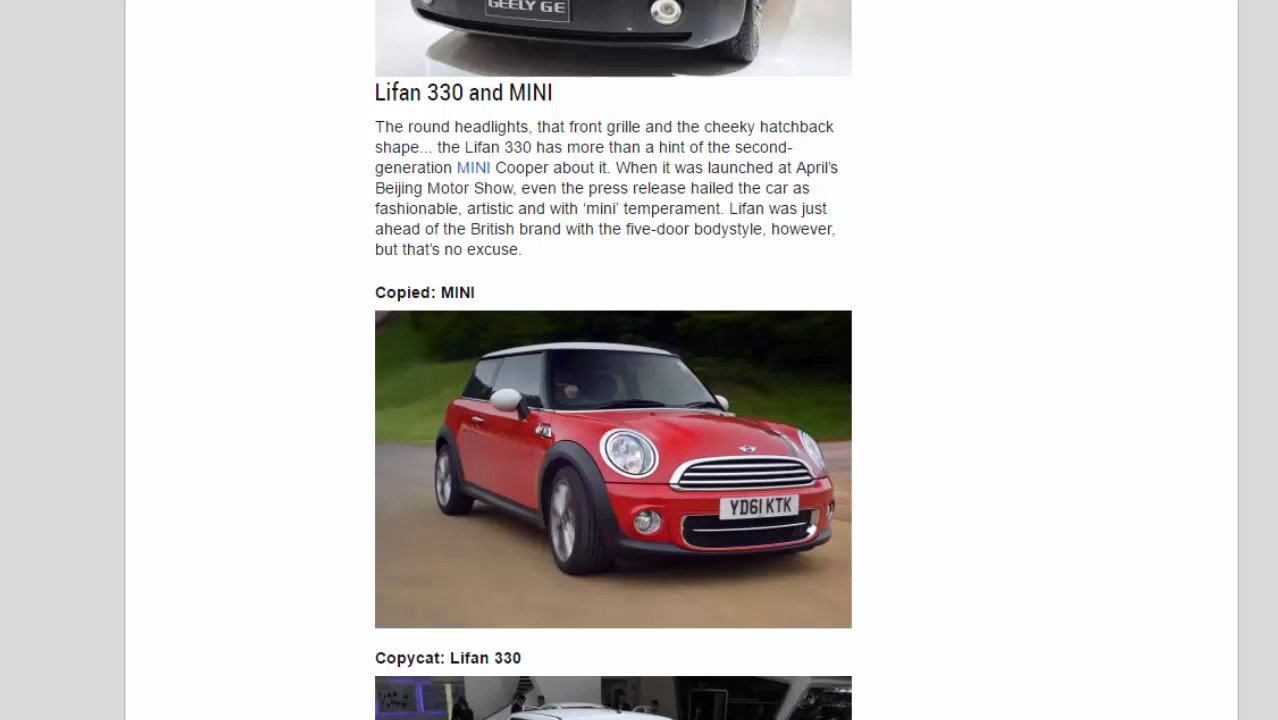 GEELY GE
Lifan 330 and MINI
The round headlights, that front grille and the cheeky hatchback
shape... the Lifan 330 has more than a hint of the second-
generation MINI Cooper about it. When it was launched at April’s
Beijing Motor Show, even the press release hailed the car as
fashionable, artistic and with ‘mini’ temperament. Lifan was just
ahead of the British brand with the five-door bodystyle, however,
but that’s no excuse.
Copied: MINI
YD61 KTK
Copycat: Lifan 330